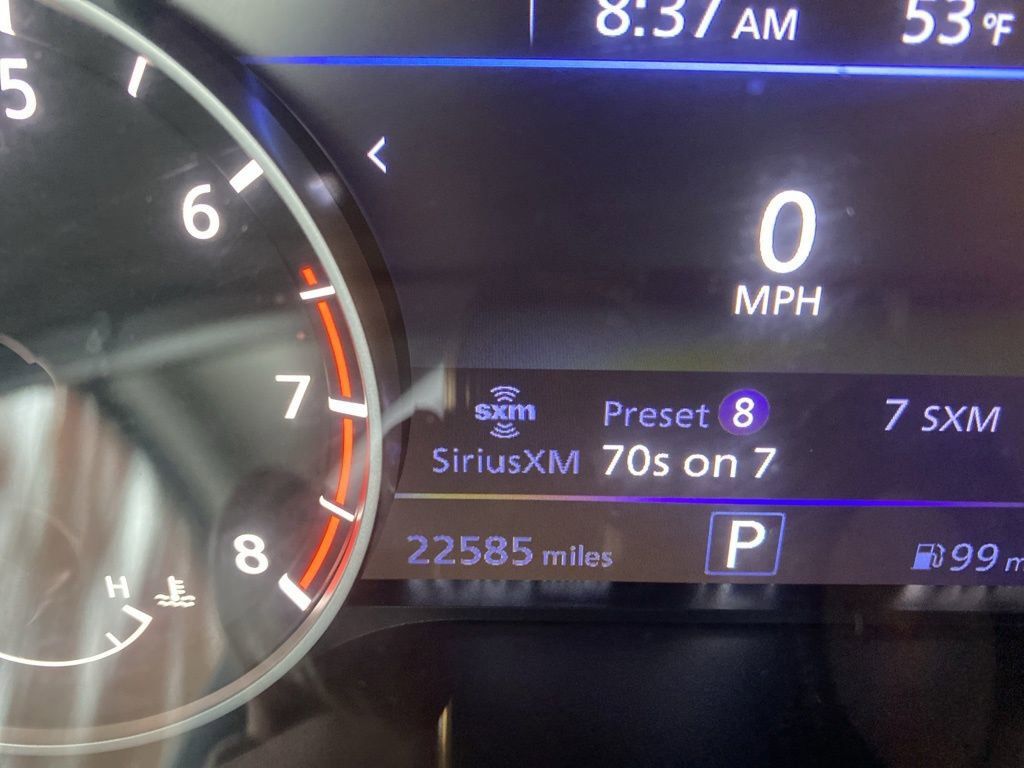 8:37 AM 53 °F
5
6
0
MPH
sxm Preset 8 7 SXM
7
SiriusXM 70s on 7
22585 miles P 99 m
8
H